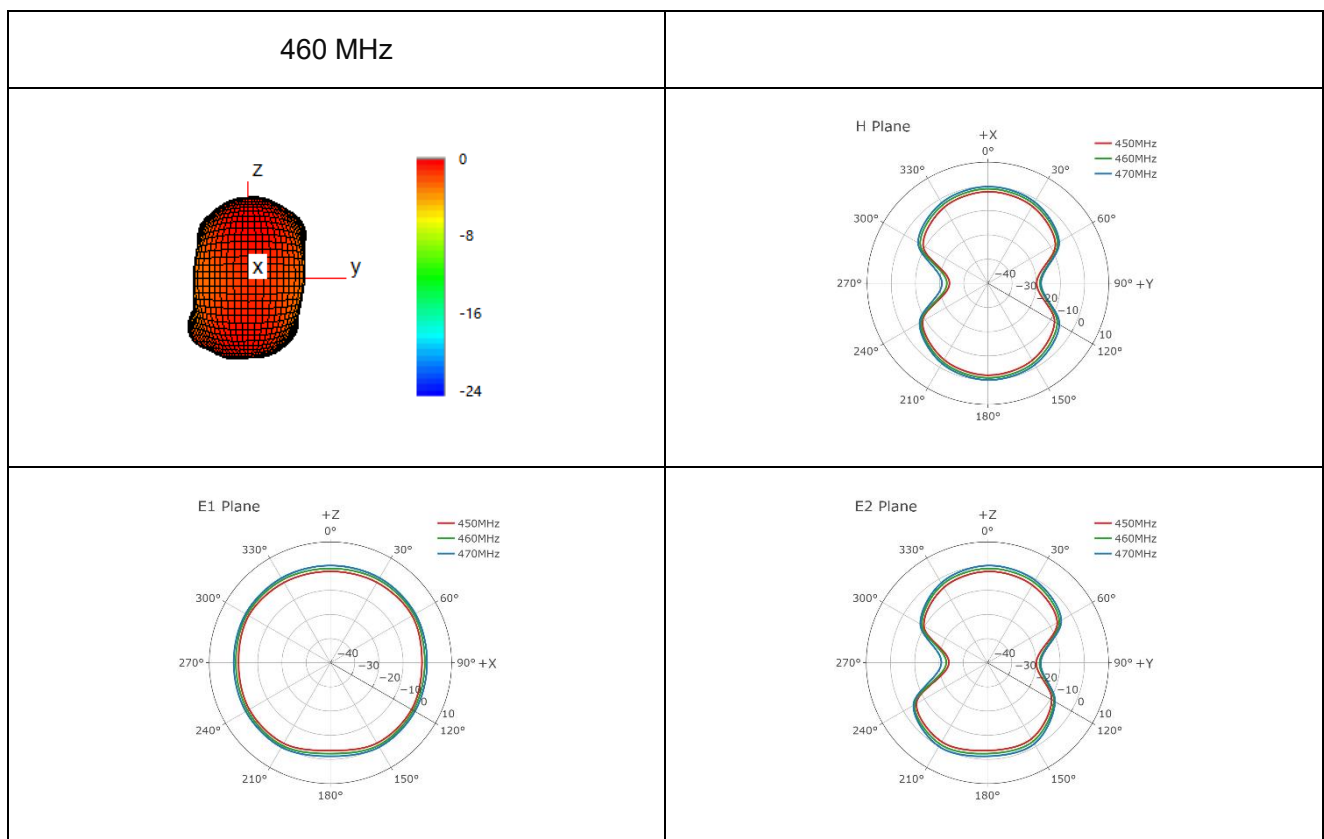 460 MHz
z
x
y
0
-8
-16
-24
H Plane
+X
0°
450MHz
460MHz
470MHz
330°
30°
300°
60°
270°
90° +Y
240°
120°
210°
150°
180°
−40
−30
−20
−10
0
10
E1 Plane
+Z
0°
450MHz
460MHz
470MHz
330°
30°
300°
60°
270°
90° +X
240°
120°
210°
150°
180°
−40
−30
−20
−10
0
10
E2 Plane
+Z
0°
450MHz
460MHz
470MHz
330°
30°
300°
60°
270°
90° +Y
240°
120°
210°
150°
180°
−40
−30
−20
−10
0
10